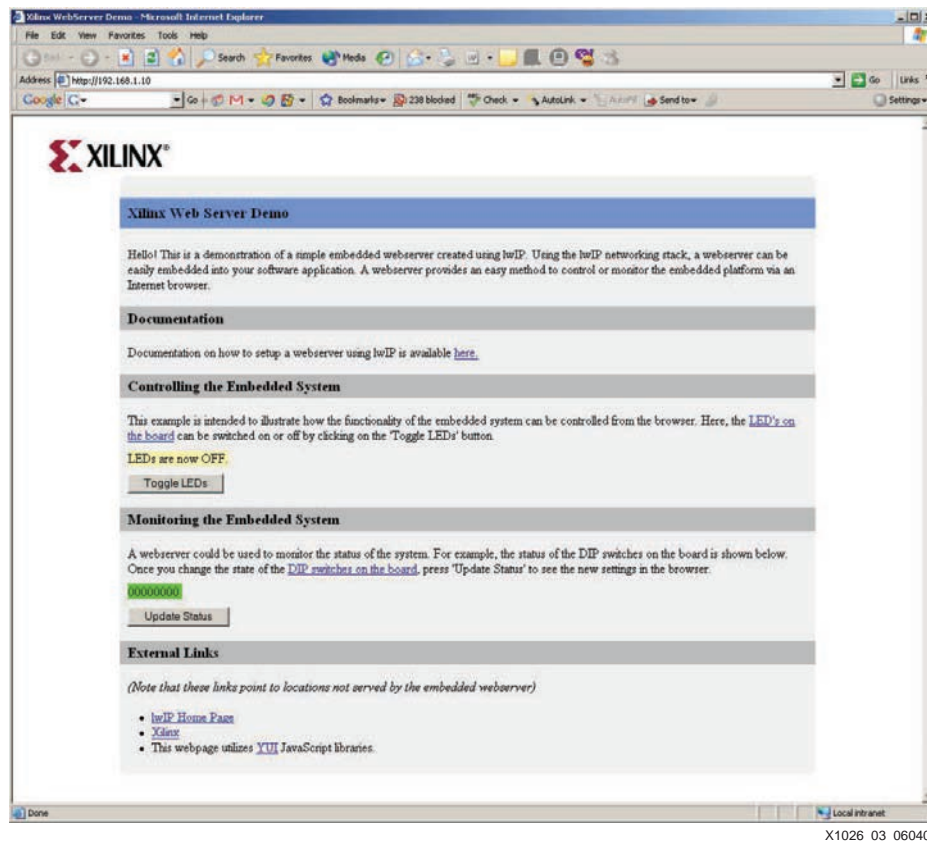 Xilinx WebServer Demo - Microsoft Internet Explorer
File Edit View Favorites Tools Help
Search Favorites Media
Address http://192.168.1.10 Go Links
Google Go Bookmarks 238 blocked Check AutoLink AutoFill Send to Settings
XILINX®
Xilinx Web Server Demo
Hello! This is a demonstration of a simple embedded webserver created using lwIP. Using the lwIP networking stack, a webserver can be
easily embedded into your software application. A webserver provides an easy method to control or monitor the embedded platform via an
Internet browser.
Documentation
Documentation on how to setup a webserver using lwIP is available here.
Controlling the Embedded System
This example is intended to illustrate how the functionality of the embedded system can be controlled from the browser. Here, the LED's on
the board can be switched on or off by clicking on the 'Toggle LEDs' button.
LEDs are now OFF.
Toggle LEDs
Monitoring the Embedded System
A webserver could be used to monitor the status of the system. For example, the status of the DIP switches on the board is shown below.
Once you change the state of the DIP switches on the board, press 'Update Status' to see the new settings in the browser.
00000000
Update Status
External Links
(Note that these links point to locations not served by the embedded webserver)
• lwIP Home Page
• Xilinx
• This webpage utilizes YUI JavaScript libraries.
Done Local intranet
X1026_03_06040